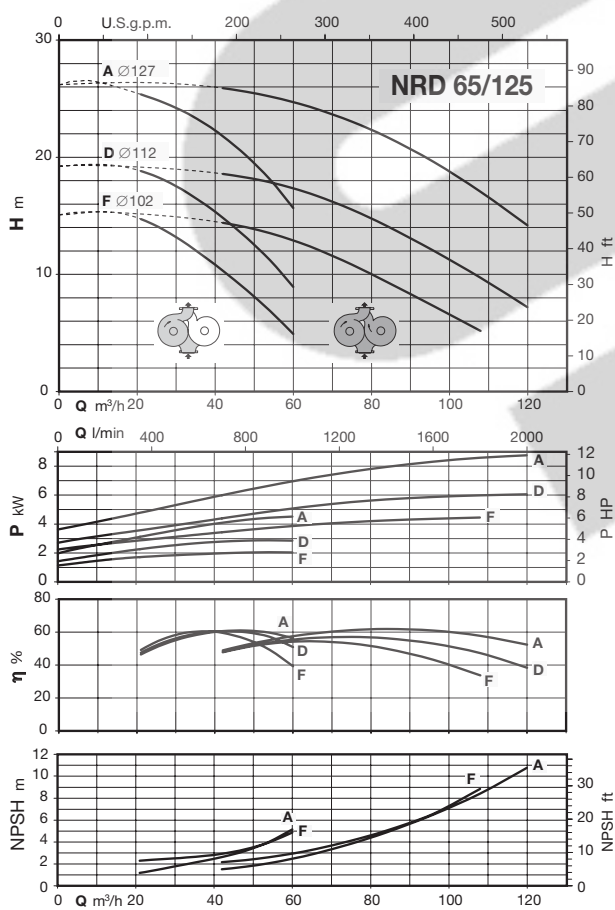 U.S.g.p.m. 200 300 400 500
30
A ∅127
NRD 65/125
90
80
70
20
D ∅112
60
F ∅102
50
H m
40
H ft
10
30
20
10
0
0
0 Q m³/h 20 40 60 80 100 120
0 Q l/min 400 800 1200 1600 2000
8
6
4
2
0
P kW
A
D
F
A
D
F
12
10
8
6
4
2
0
P HP
80
60
40
20
0
η %
A
D
F
A
D
F
12
10
8
6
4
2
0
NPSH m
A
F
F
A
30
20
10
0
NPSH ft
0 Q m³/h 20 40 60 80 100 120